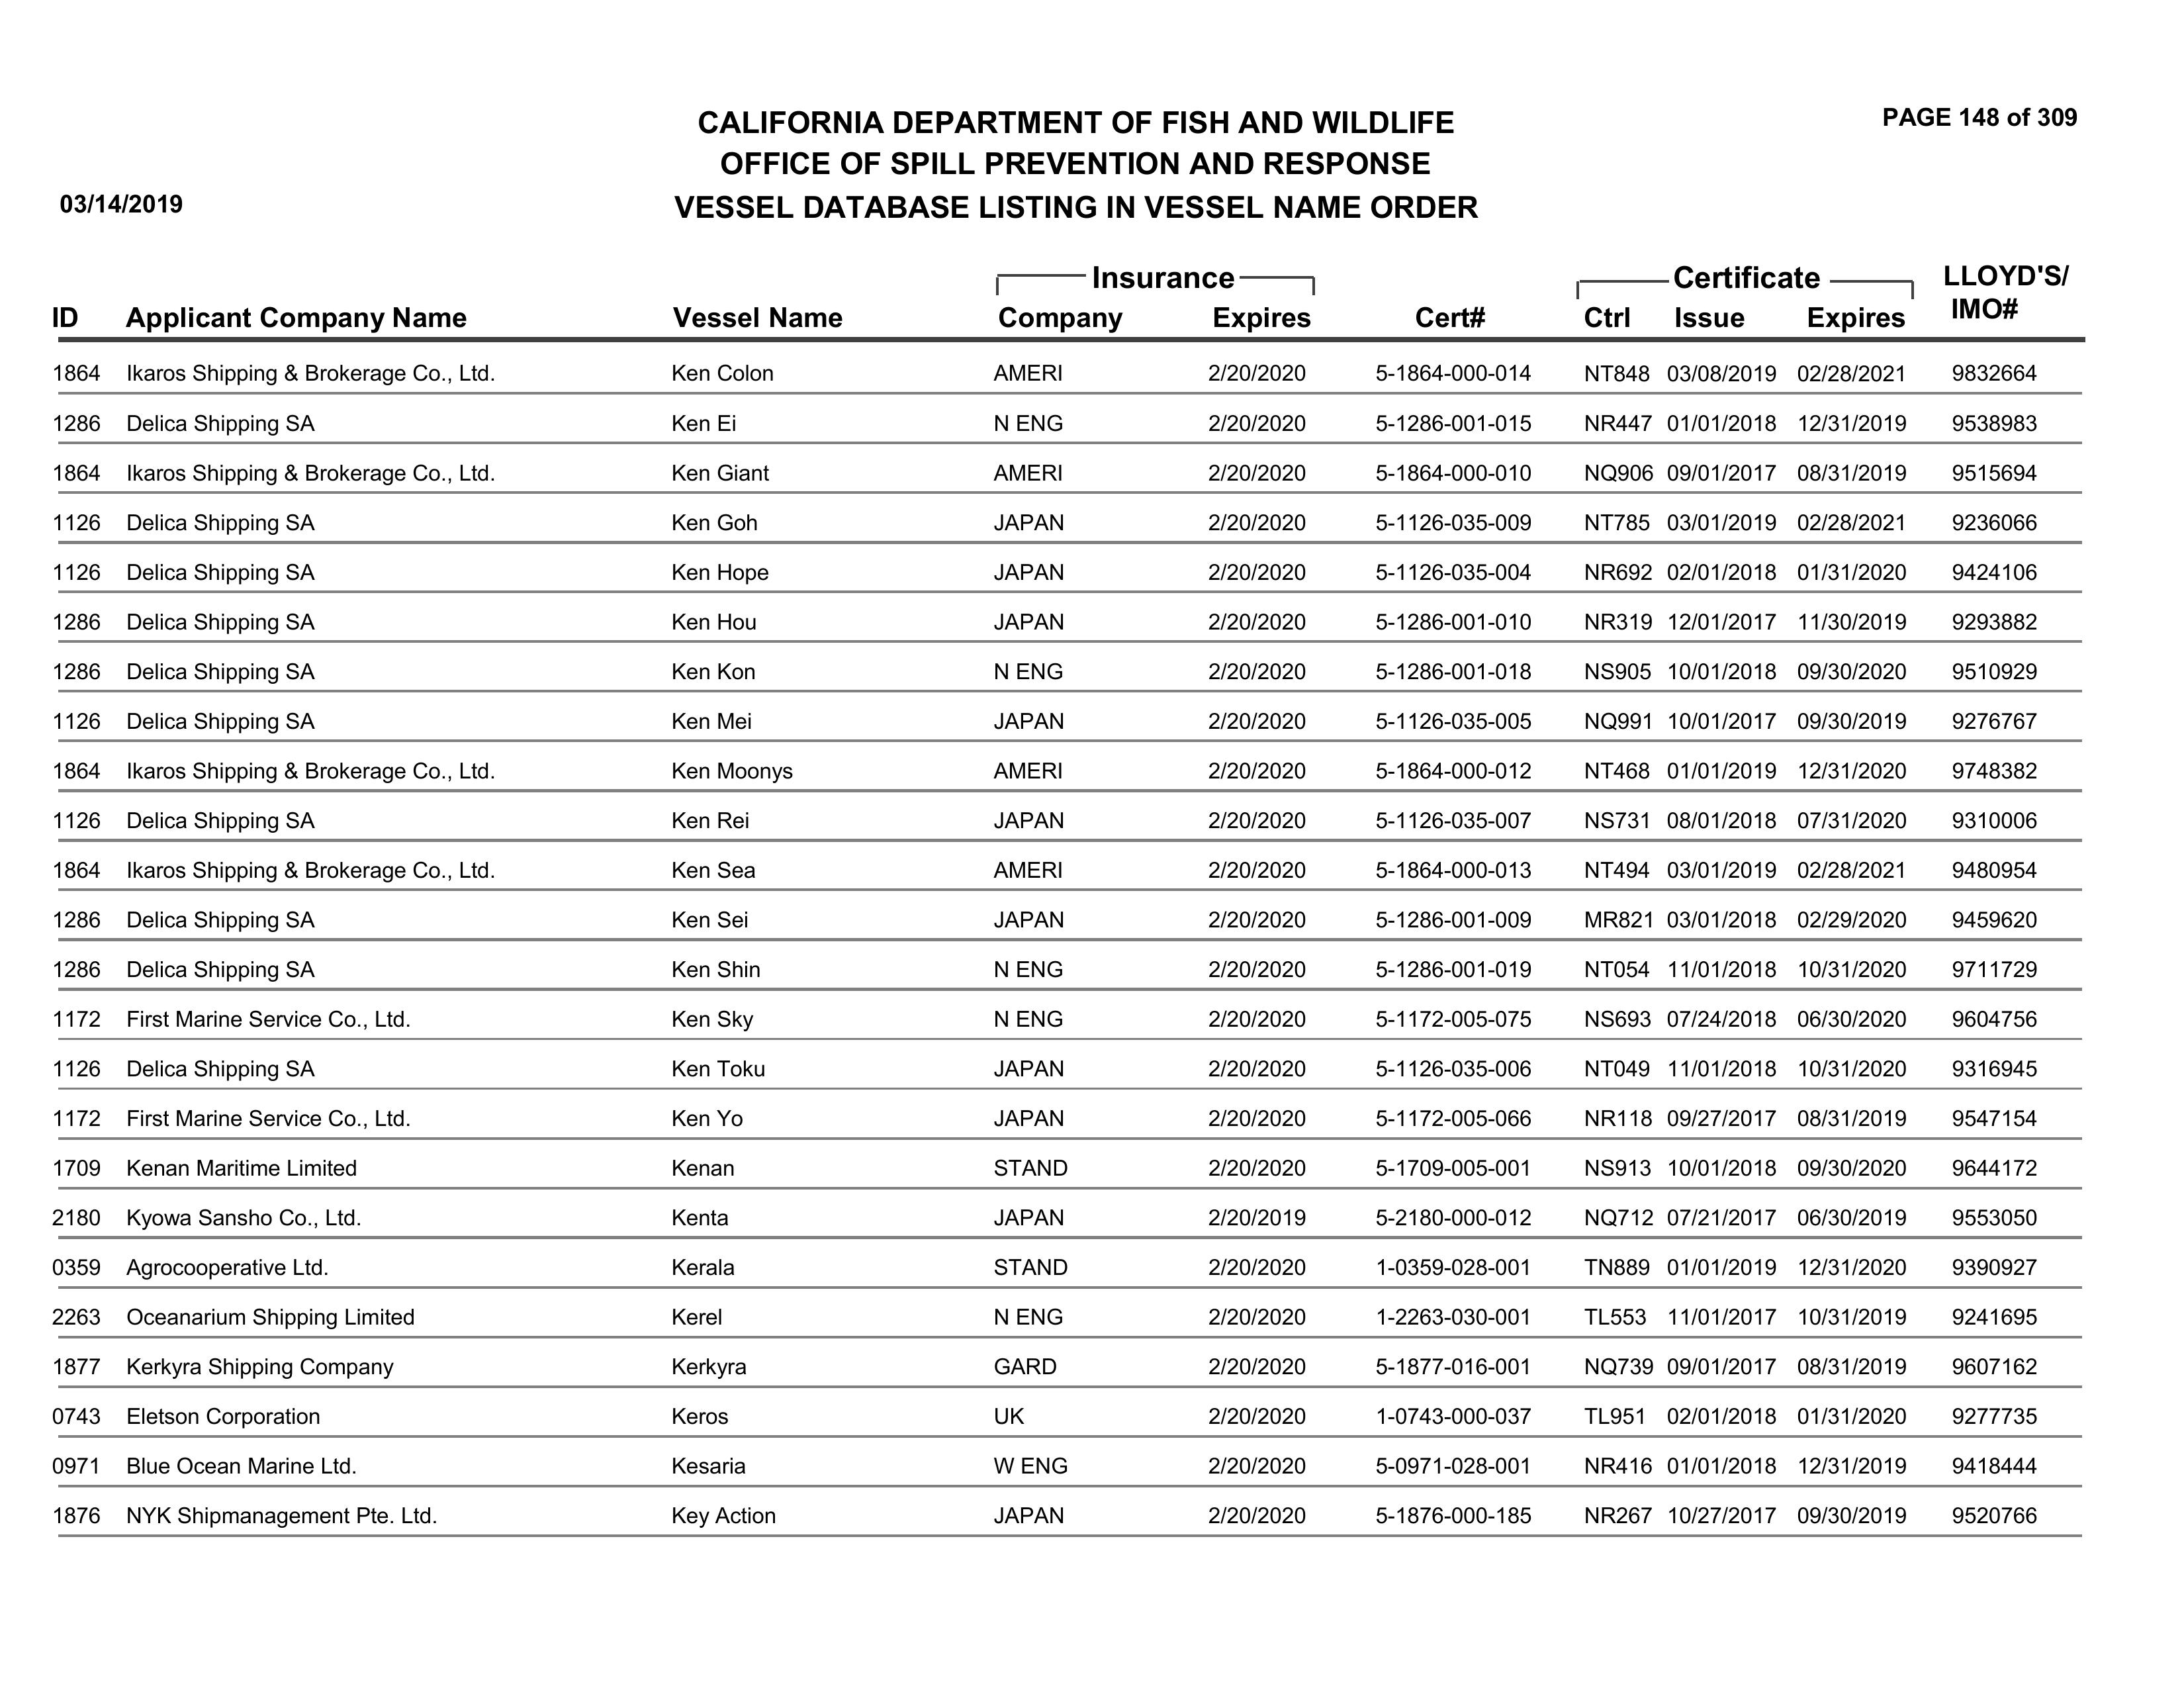 PAGE 148 of 309
CALIFORNIA DEPARTMENT OF FISH AND WILDLIFE
OFFICE OF SPILL PREVENTION AND RESPONSE
03/14/2019 VESSEL DATABASE LISTING IN VESSEL NAME ORDER
Insurance Certificate LLOYD'S/
ID Applicant Company Name Vessel Name Company Expires Cert# Ctrl Issue Expires IMO#
1864 Ikaros Shipping & Brokerage Co., Ltd. Ken Colon AMERI 2/20/2020 5-1864-000-014 NT848 03/08/2019 02/28/2021 9832664
1286 Delica Shipping SA Ken Ei N ENG 2/20/2020 5-1286-001-015 NR447 01/01/2018 12/31/2019 9538983
1864 Ikaros Shipping & Brokerage Co., Ltd. Ken Giant AMERI 2/20/2020 5-1864-000-010 NQ906 09/01/2017 08/31/2019 9515694
1126 Delica Shipping SA Ken Goh JAPAN 2/20/2020 5-1126-035-009 NT785 03/01/2019 02/28/2021 9236066
1126 Delica Shipping SA Ken Hope JAPAN 2/20/2020 5-1126-035-004 NR692 02/01/2018 01/31/2020 9424106
1286 Delica Shipping SA Ken Hou JAPAN 2/20/2020 5-1286-001-010 NR319 12/01/2017 11/30/2019 9293882
1286 Delica Shipping SA Ken Kon N ENG 2/20/2020 5-1286-001-018 NS905 10/01/2018 09/30/2020 9510929
1126 Delica Shipping SA Ken Mei JAPAN 2/20/2020 5-1126-035-005 NQ991 10/01/2017 09/30/2019 9276767
1864 Ikaros Shipping & Brokerage Co., Ltd. Ken Moonys AMERI 2/20/2020 5-1864-000-012 NT468 01/01/2019 12/31/2020 9748382
1126 Delica Shipping SA Ken Rei JAPAN 2/20/2020 5-1126-035-007 NS731 08/01/2018 07/31/2020 9310006
1864 Ikaros Shipping & Brokerage Co., Ltd. Ken Sea AMERI 2/20/2020 5-1864-000-013 NT494 03/01/2019 02/28/2021 9480954
1286 Delica Shipping SA Ken Sei JAPAN 2/20/2020 5-1286-001-009 MR821 03/01/2018 02/29/2020 9459620
1286 Delica Shipping SA Ken Shin N ENG 2/20/2020 5-1286-001-019 NT054 11/01/2018 10/31/2020 9711729
1172 First Marine Service Co., Ltd. Ken Sky N ENG 2/20/2020 5-1172-005-075 NS693 07/24/2018 06/30/2020 9604756
1126 Delica Shipping SA Ken Toku JAPAN 2/20/2020 5-1126-035-006 NT049 11/01/2018 10/31/2020 9316945
1172 First Marine Service Co., Ltd. Ken Yo JAPAN 2/20/2020 5-1172-005-066 NR118 09/27/2017 08/31/2019 9547154
1709 Kenan Maritime Limited Kenan STAND 2/20/2020 5-1709-005-001 NS913 10/01/2018 09/30/2020 9644172
2180 Kyowa Sansho Co., Ltd. Kenta JAPAN 2/20/2019 5-2180-000-012 NQ712 07/21/2017 06/30/2019 9553050
0359 Agrocooperative Ltd. Kerala STAND 2/20/2020 1-0359-028-001 TN889 01/01/2019 12/31/2020 9390927
2263 Oceanarium Shipping Limited Kerel N ENG 2/20/2020 1-2263-030-001 TL553 11/01/2017 10/31/2019 9241695
1877 Kerkyra Shipping Company Kerkyra GARD 2/20/2020 5-1877-016-001 NQ739 09/01/2017 08/31/2019 9607162
0743 Eletson Corporation Keros UK 2/20/2020 1-0743-000-037 TL951 02/01/2018 01/31/2020 9277735
0971 Blue Ocean Marine Ltd. Kesaria W ENG 2/20/2020 5-0971-028-001 NR416 01/01/2018 12/31/2019 9418444
1876 NYK Shipmanagement Pte. Ltd. Key Action JAPAN 2/20/2020 5-1876-000-185 NR267 10/27/2017 09/30/2019 9520766